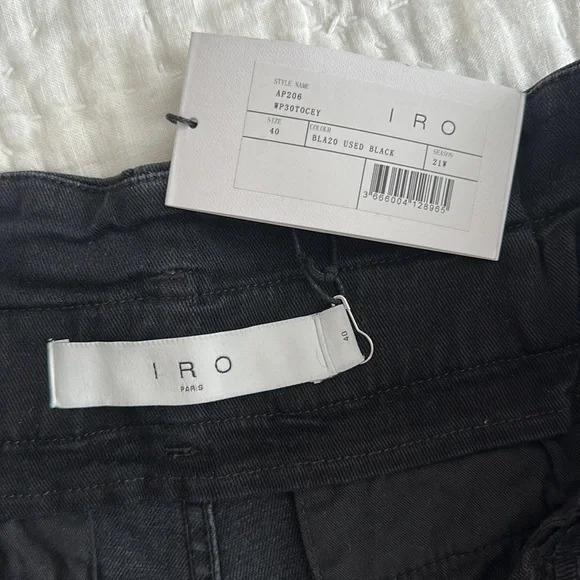 STYLE NAME
AP206
WP30TOCEY
IRO
SIZE
COLOUR
SEASON
40
BLA20 USED BLACK
21W
3 666004 128965
IRO
PARIS
40